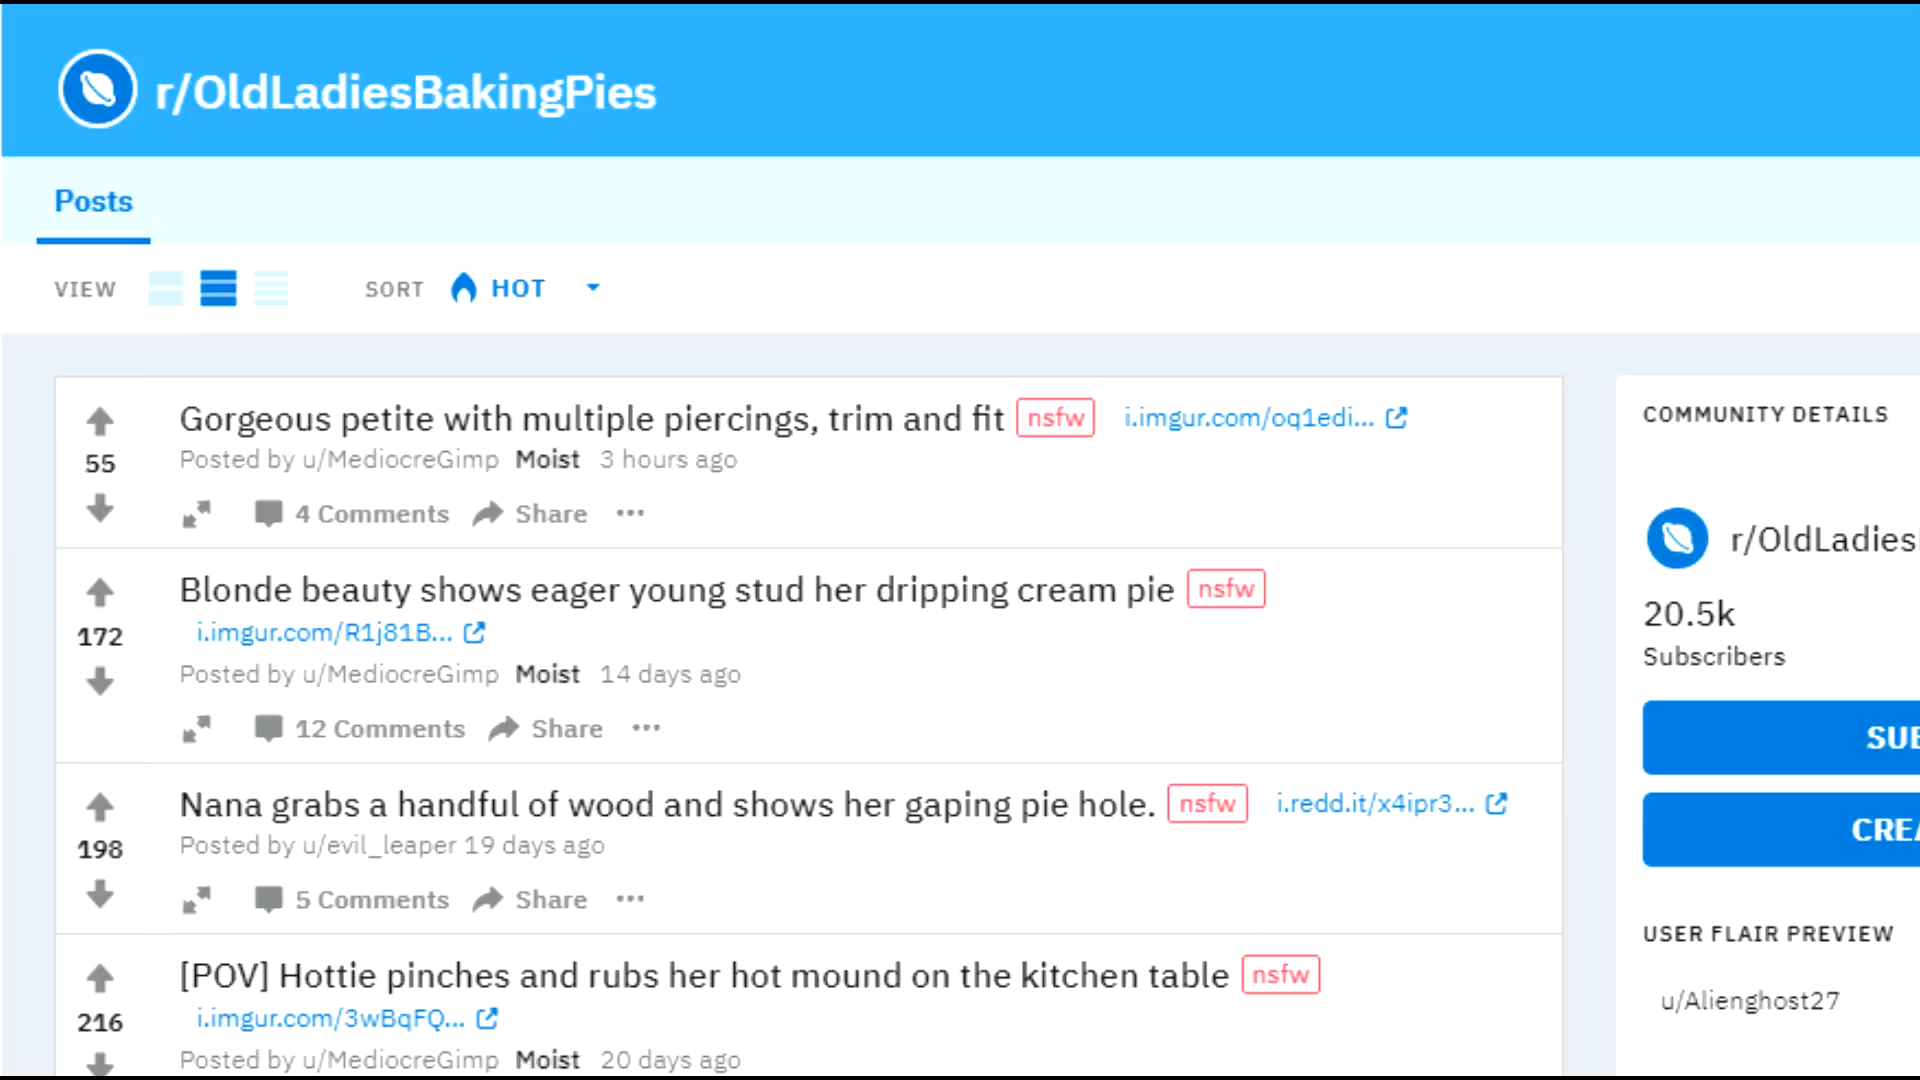 r/OldLadiesBakingPies
Posts
VIEW SORT HOT
Gorgeous petite with multiple piercings, trim and fit nsfw i.imgur.com/oq1edi...
55
Posted by u/MediocreGimp Moist 3 hours ago
4 Comments Share ...
Blonde beauty shows eager young stud her dripping cream pie nsfw
i.imgur.com/R1j81B...
172
Posted by u/MediocreGimp Moist 14 days ago
12 Comments Share ...
Nana grabs a handful of wood and shows her gaping pie hole. nsfw i.redd.it/x4ipr3...
198
Posted by u/evil_leaper 19 days ago
5 Comments Share ...
[POV] Hottie pinches and rubs her hot mound on the kitchen table nsfw
i.imgur.com/3wBqFQ...
216
Posted by u/MediocreGimp Moist 20 days ago
COMMUNITY DETAILS
r/OldLadies
20.5k
Subscribers
SUB
CREA
USER FLAIR PREVIEW
u/Alienghost27